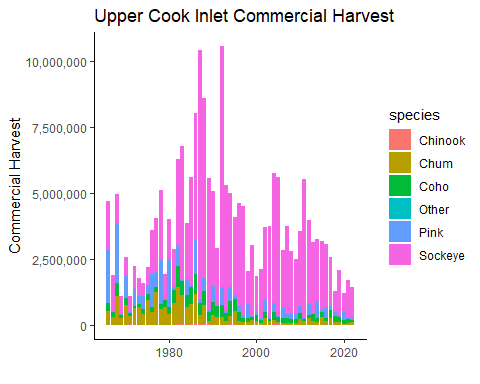 Upper Cook Inlet Commercial Harvest
Commercial Harvest
10,000,000
7,500,000
5,000,000
2,500,000
0
1980
2000
2020
species
Chinook
Chum
Coho
Other
Pink
Sockeye